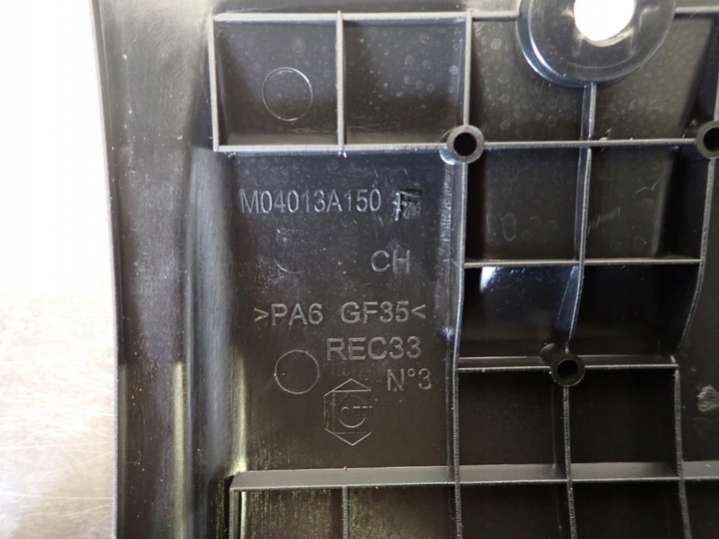 M04013A150
CH
>PA6 GF35<
REC33
N°3